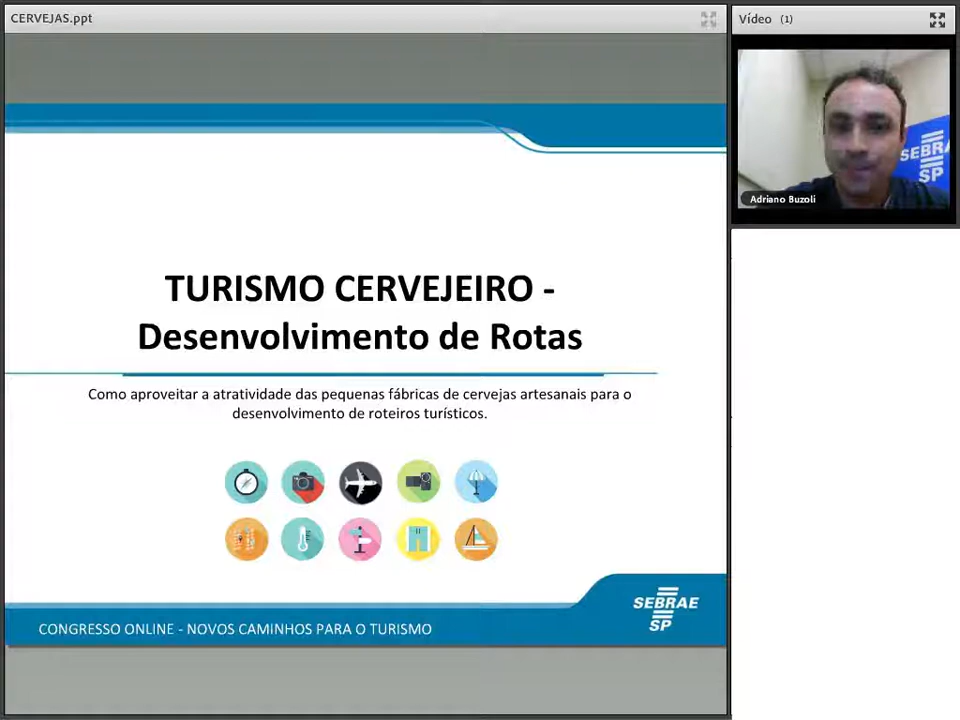 CERVEJAS.ppt
Vídeo (1)
SEBRAE
SP
Adriano Buzoli
TURISMO CERVEJEIRO -
Desenvolvimento de Rotas
Como aproveitar a atratividade das pequenas fábricas de cervejas artesanais para o
desenvolvimento de roteiros turísticos.
SEBRAE
SP
CONGRESSO ONLINE - NOVOS CAMINHOS PARA O TURISMO